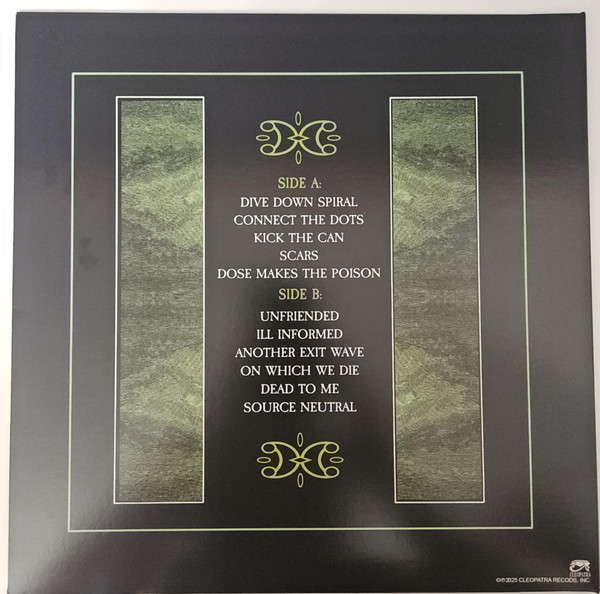 SIDE A:
DIVE DOWN SPIRAL
CONNECT THE DOTS
KICK THE CAN
SCARS
DOSE MAKES THE POISON
SIDE B:
UNFRIENDED
ILL INFORMED
ANOTHER EXIT WAVE
ON WHICH WE DIE
DEAD TO ME
SOURCE NEUTRAL
CLEOPATRA
©℗2025 CLEOPATRA RECORDS, INC.